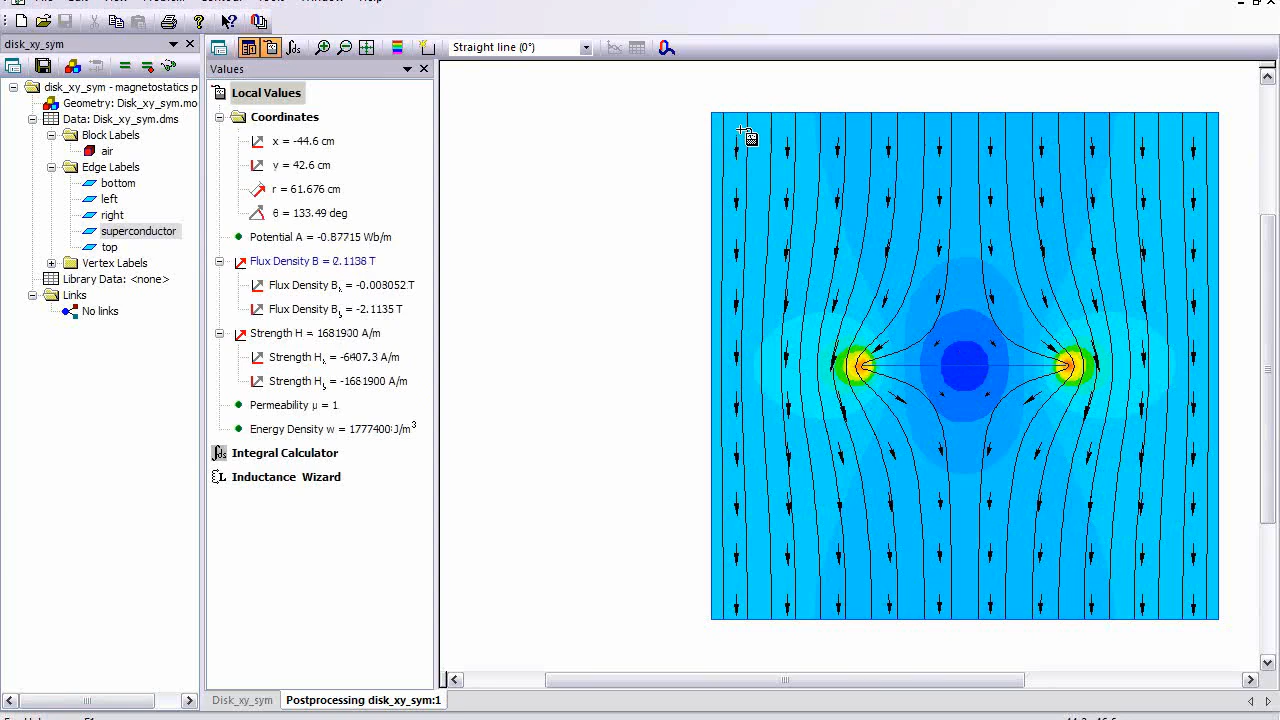 disk_xy_sym
Straight line (0°)
Values
disk_xy_sym - magnetostatics p
Geometry: Disk_xy_sym.mo
Data: Disk_xy_sym.dms
Block Labels
air
Edge Labels
bottom
left
right
superconductor
top
Vertex Labels
Library Data: <none>
Links
No links
Local Values
Coordinates
x = -44.6 cm
y = 42.6 cm
r = 61.676 cm
θ = 133.49 deg
Potential A = -0.87715 Wb/m
Flux Density B = 2.1136 T
Flux Density Bₓ = -0.008052 T
Flux Density Bᵧ = -2.1135 T
Strength H = 1681900 A/m
Strength Hₓ = -6407.3 A/m
Strength Hᵧ = -1681900 A/m
Permeability μ = 1
Energy Density w = 1777400 J/m³
Integral Calculator
Inductance Wizard
Disk_xy_sym
Postprocessing disk_xy_sym:1